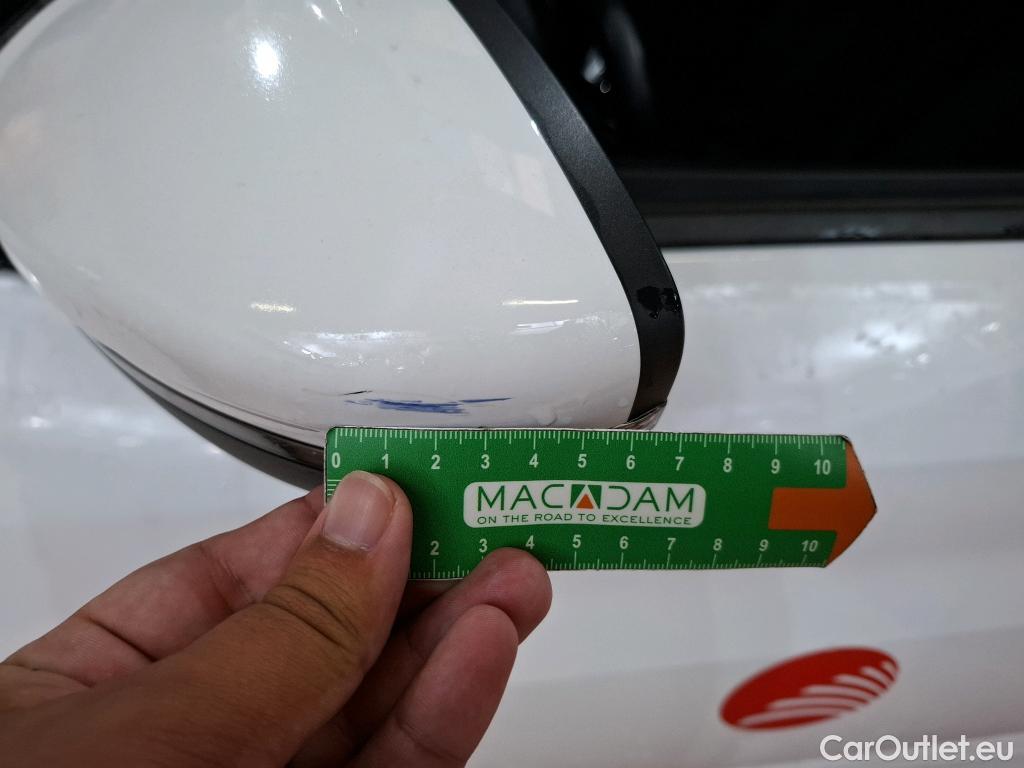 0 1 2 3 4 5 6 7 8 9 10
MACADAM
ON THE ROAD TO EXCELLENCE
2 3 4 5 6 7 8 9 10
CarOutlet.eu